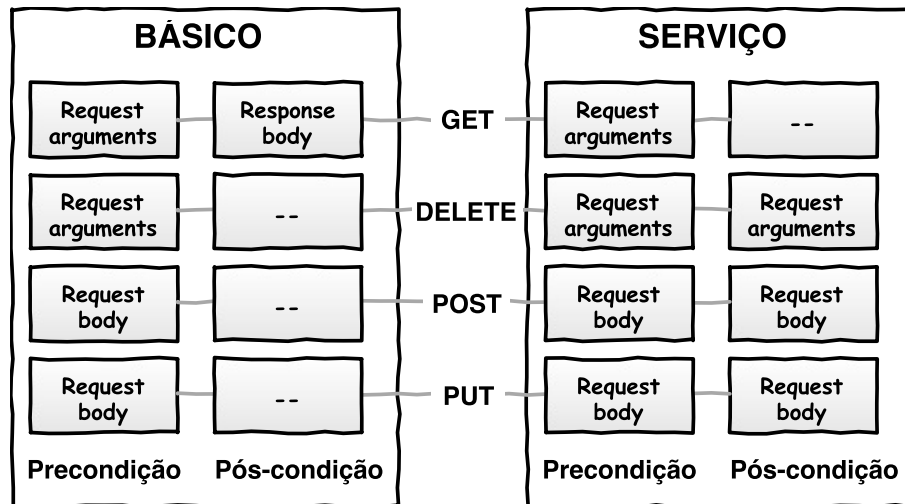 BÁSICO
SERVIÇO
Request
arguments
Response
body
GET
Request
arguments
--
Request
arguments
--
DELETE
Request
arguments
Request
arguments
Request
body
--
POST
Request
body
Request
body
Request
body
--
PUT
Request
body
Request
body
Precondição
Pós-condição
Precondição
Pós-condição